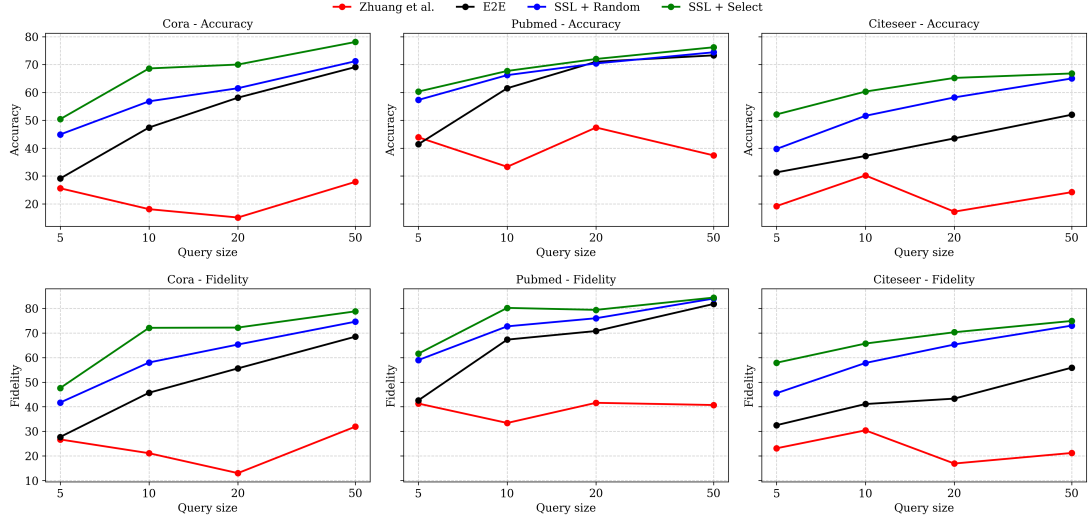 Zhuang et al. E2E SSL + Random SSL + Select
Cora - Accuracy
80
70
60
50
40
30
20
Accuracy
5 10 20 50
Query size
Pubmed - Accuracy
Accuracy
5 10 20 50
Query size
Citeseer - Accuracy
Accuracy
5 10 20 50
Query size
Cora - Fidelity
80
70
60
50
40
30
20
10
Fidelity
5 10 20 50
Query size
Pubmed - Fidelity
Fidelity
5 10 20 50
Query size
Citeseer - Fidelity
Fidelity
5 10 20 50
Query size